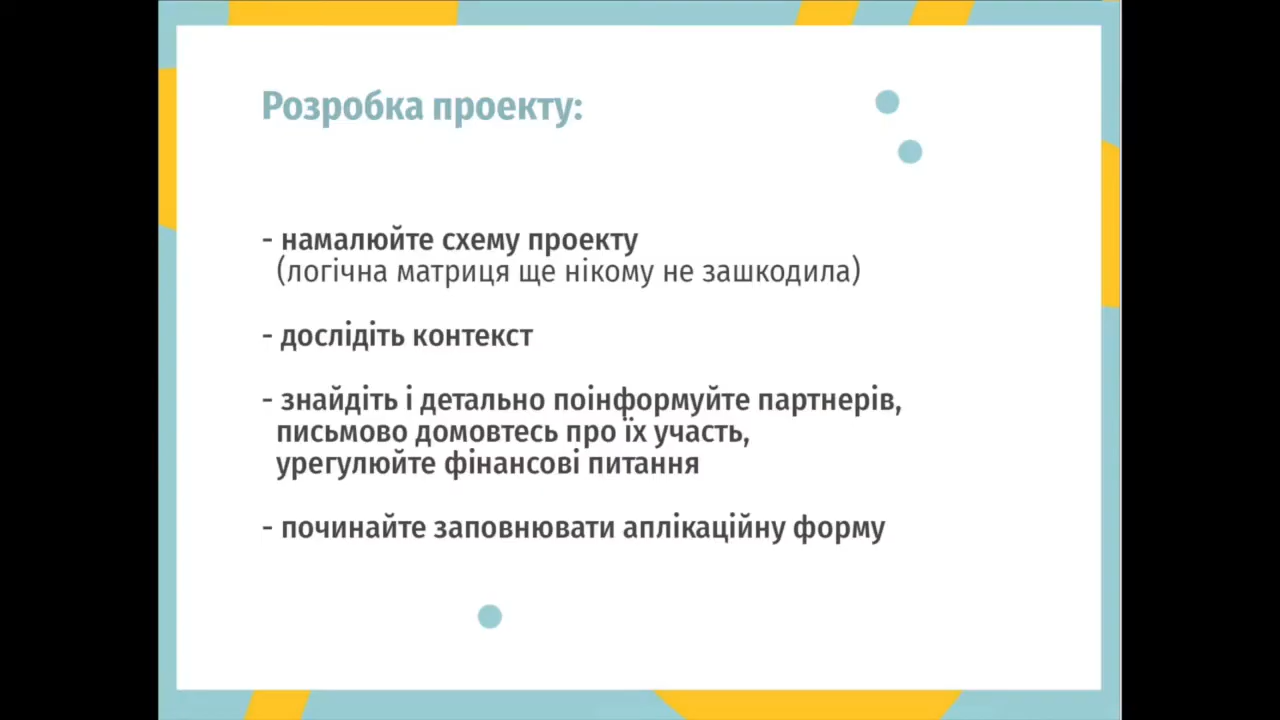 Розробка проекту:
- намалюйте схему проекту
(логічна матриця ще нікому не зашкодила)
- дослідіть контекст
- знайдіть і детально поінформуйте партнерів,
письмово домовтесь про їх участь,
урегулюйте фінансові питання
- починайте заповнювати аплікаційну форму